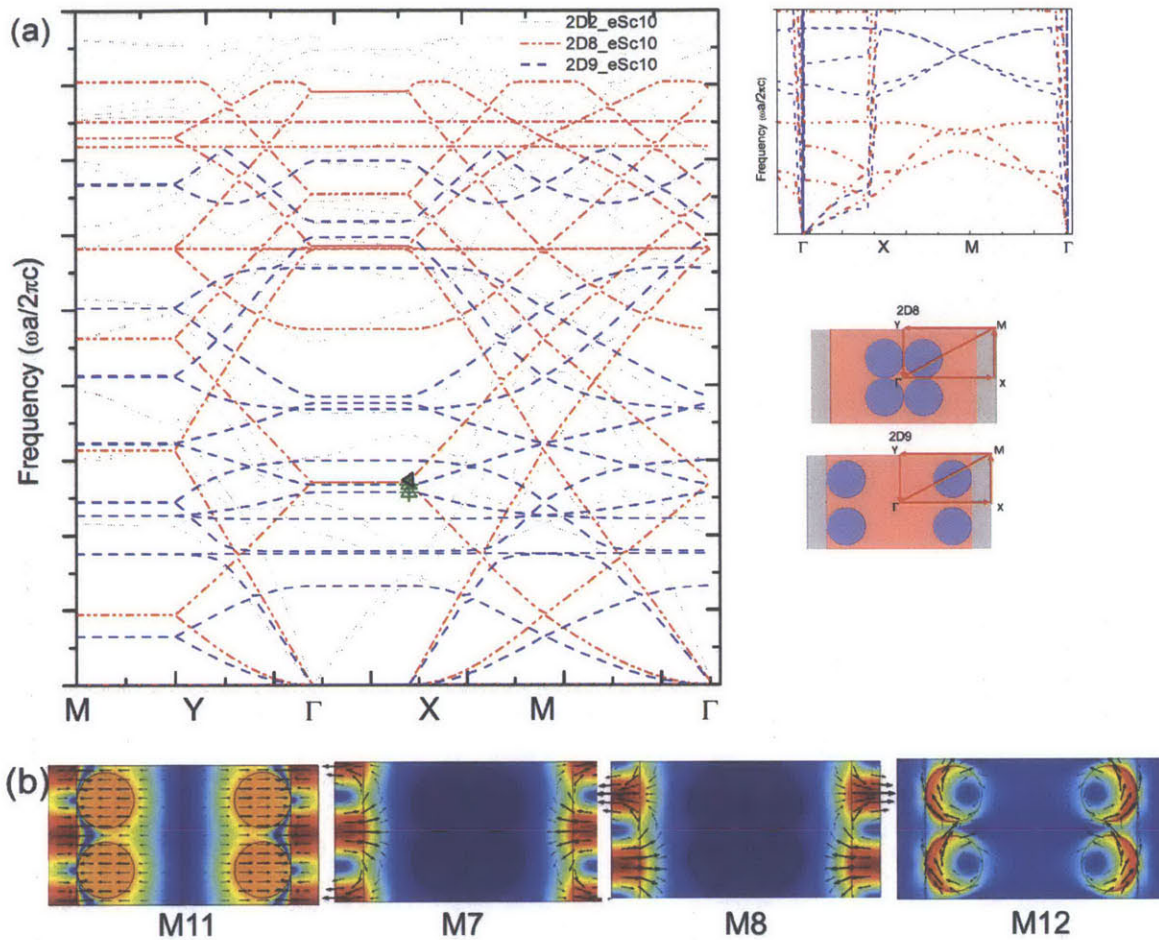 (a)
2D2_eSc10
2D8_eSc10
2D9_eSc10
Frequency (ωa/2πc)
M Y Γ X M Γ
Frequency (ωa/2πc)
Γ X M Γ
2D8
Y M
Γ X
2D9
Y M
Γ X
(b)
M11 M7 M8 M12